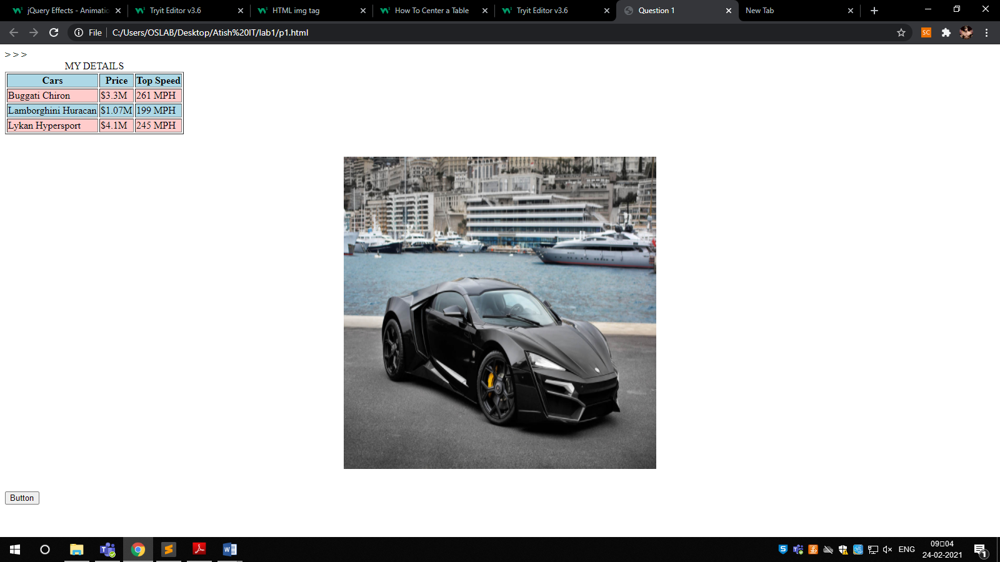 jQuery Effects - Animatio
Tryit Editor v3.6
HTML img tag
How To Center a Table
Tryit Editor v3.6
Question 1
New Tab
File
C:/Users/OSLAB/Desktop/Atish%20IT/lab1/p1.html
SC
> > >
MY DETAILS
Cars Price Top Speed
Buggati Chiron $3.3M 261 MPH
Lamborghini Huracan $1.07M 199 MPH
Lykan Hypersport $4.1M 245 MPH
Button
ENG
09□04
24-02-2021
1